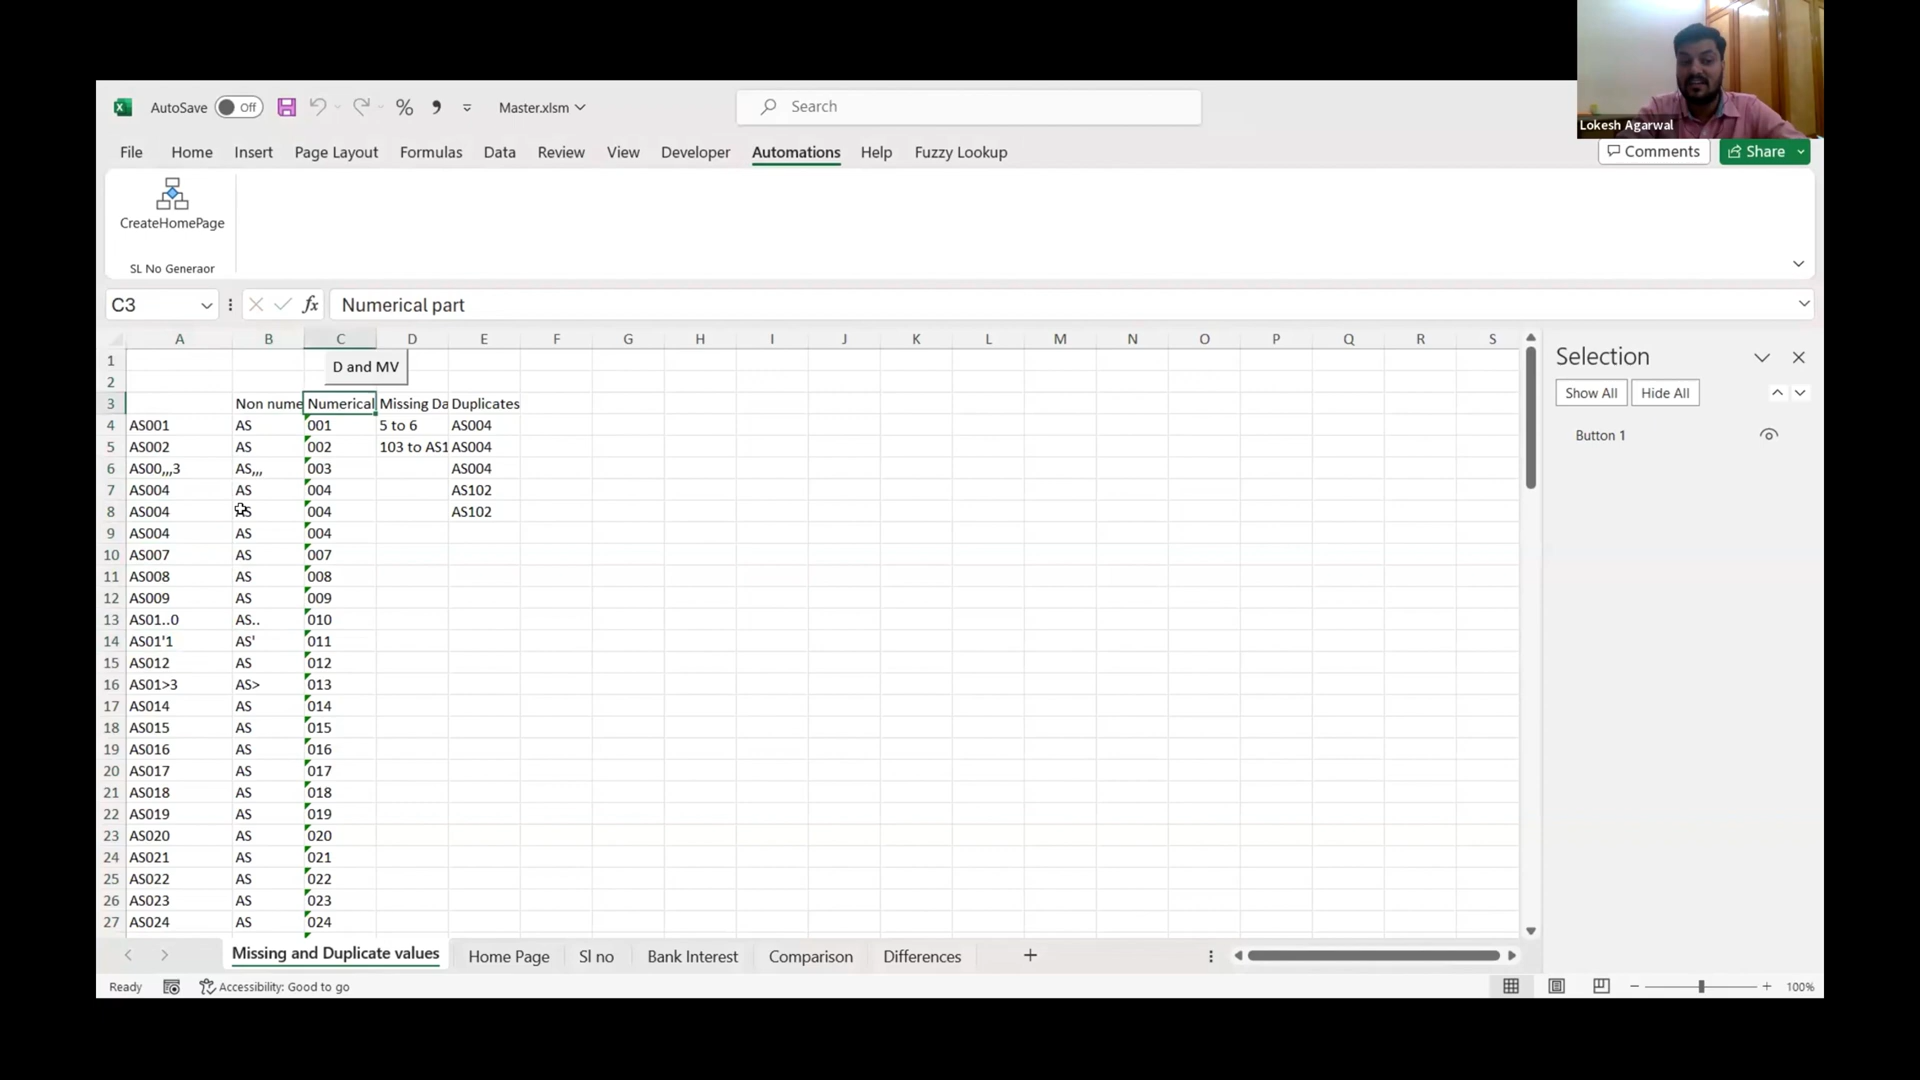 Lokesh Agarwal
AutoSave Off Master.xlsm Search
File Home Insert Page Layout Formulas Data Review View Developer Automations Help Fuzzy Lookup Comments Share
CreateHomePage
SL No Generaor
C3 fx Numerical part
A B C D E F G H I J K L M N O P Q R S
Selection
Show All Hide All
Button 1
1 D and MV
2
3 Non nume Numerical Missing Da Duplicates
4 AS001 AS 001 5 to 6 AS004
5 AS002 AS 002 103 to AS1 AS004
6 AS00,,,3 AS,,, 003 AS004
7 AS004 AS 004 AS102
8 AS004 AS 004 AS102
9 AS004 AS 004
10 AS007 AS 007
11 AS008 AS 008
12 AS009 AS 009
13 AS01..0 AS.. 010
14 AS01'1 AS' 011
15 AS012 AS 012
16 AS01>3 AS> 013
17 AS014 AS 014
18 AS015 AS 015
19 AS016 AS 016
20 AS017 AS 017
21 AS018 AS 018
22 AS019 AS 019
23 AS020 AS 020
24 AS021 AS 021
25 AS022 AS 022
26 AS023 AS 023
27 AS024 AS 024
Missing and Duplicate values Home Page Sl no Bank Interest Comparison Differences
Ready Accessibility: Good to go 100%